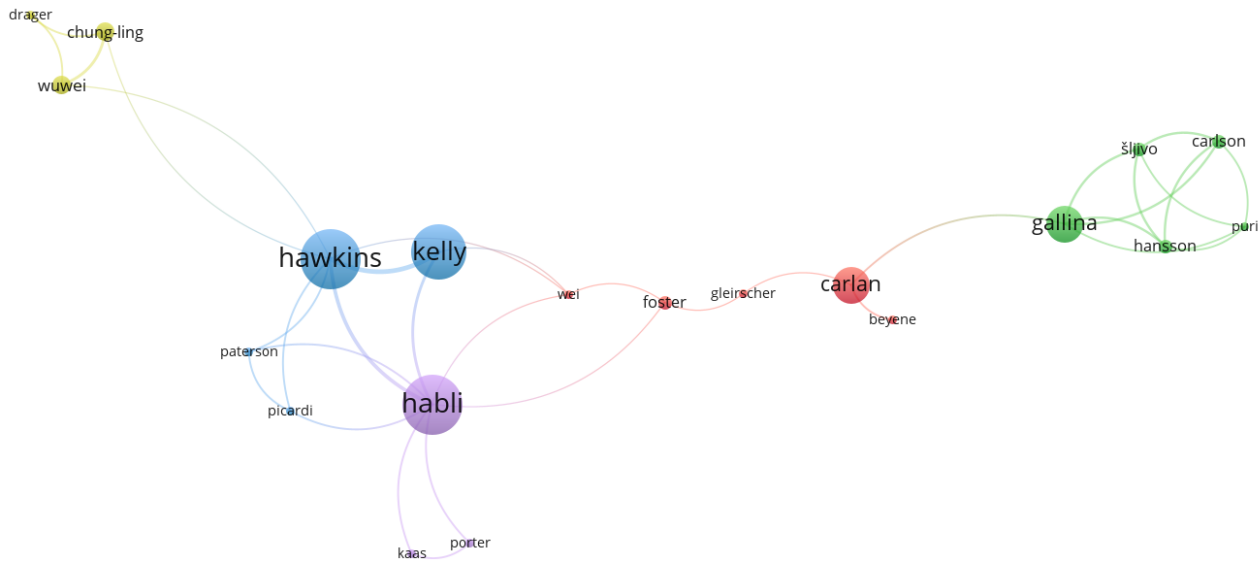 drager
chung-ling
wuwei
šljivo
carlson
gallina
puri
hansson
kelly
hawkins
carlan
wei
foster
gleirscher
beyene
paterson
habli
picardi
porter
kaas